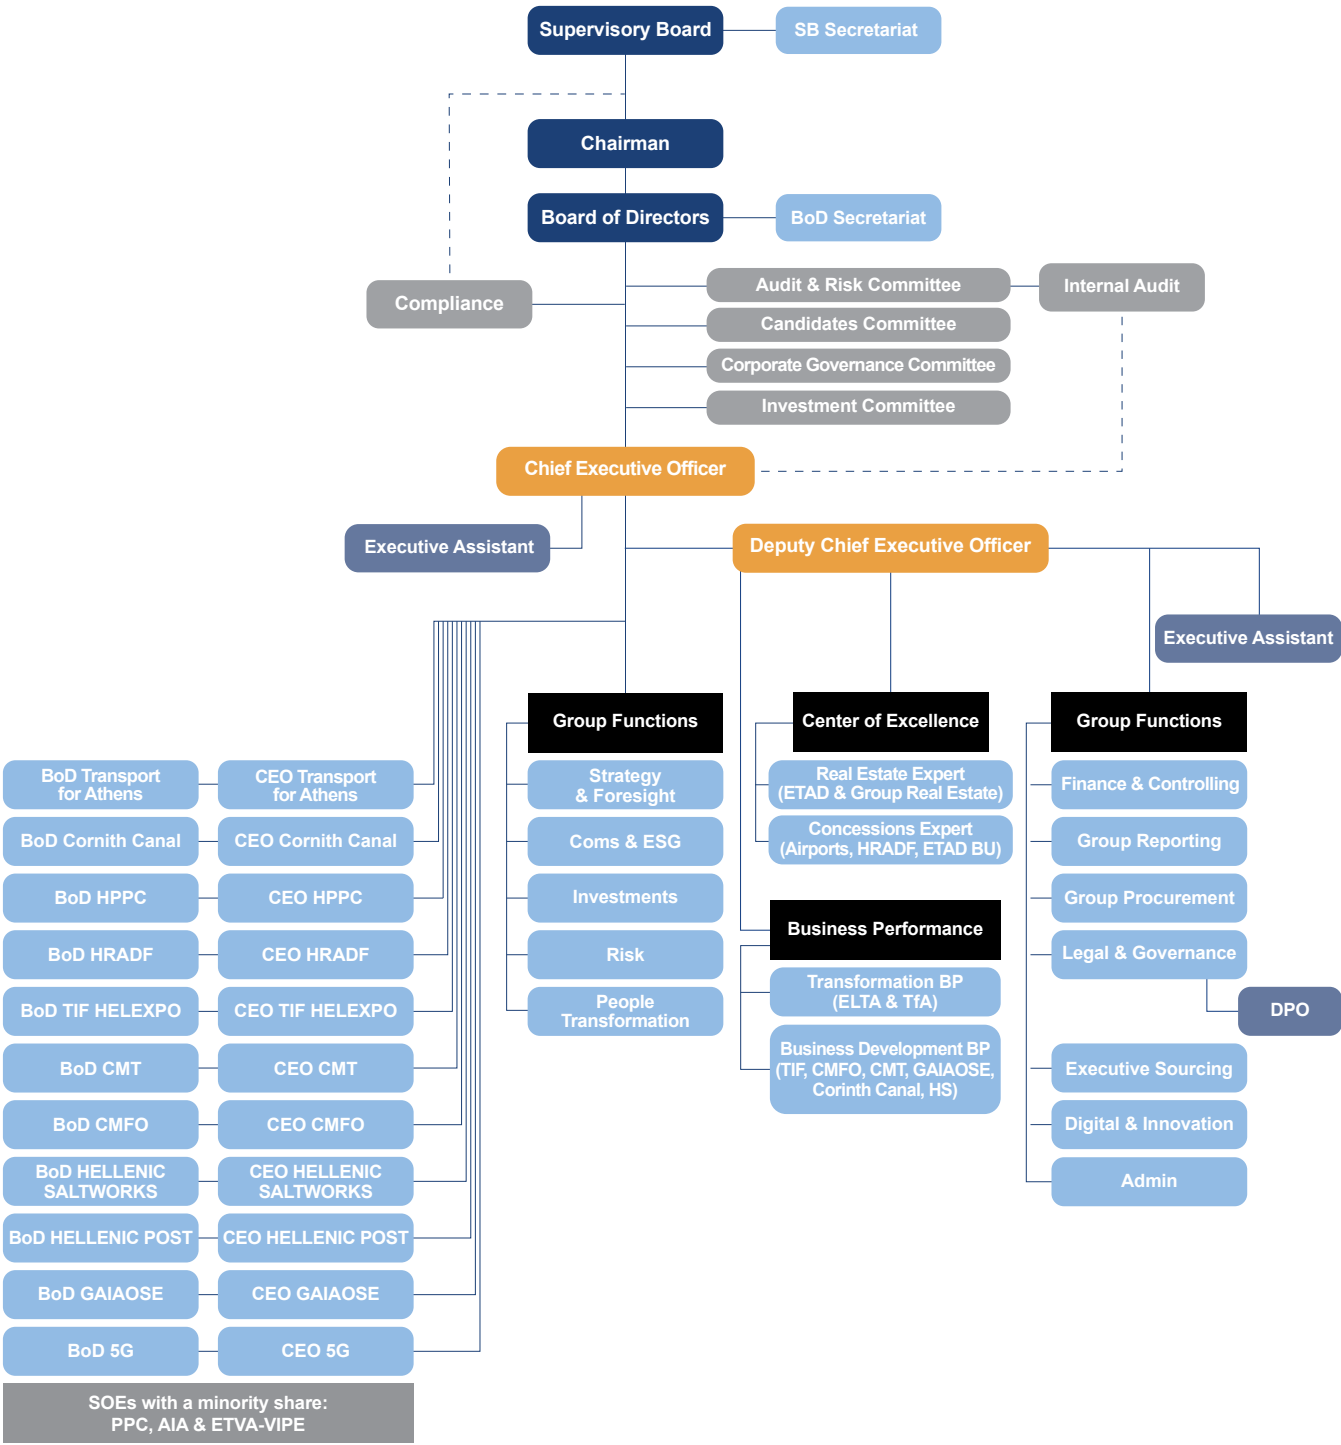 Supervisory Board
SB Secretariat
Chairman
Board of Directors
BoD Secretariat
Compliance
Audit & Risk Committee
Internal Audit
Candidates Committee
Corporate Governance Committee
Investment Committee
Chief Executive Officer
Executive Assistant
Deputy Chief Executive Officer
Executive Assistant
Group Functions
Strategy
& Foresight
Coms & ESG
Investments
Risk
People
Transformation
Center of Excellence
Real Estate Expert
(ETAD & Group Real Estate)
Concessions Expert
(Airports, HRADF, ETAD BU)
Business Performance
Transformation BP
(ELTA & TfA)
Business Development BP
(TIF, CMFO, CMT, GAIAOSE,
Corinth Canal, HS)
Group Functions
Finance & Controlling
Group Reporting
Group Procurement
Legal & Governance
DPO
Executive Sourcing
Digital & Innovation
Admin
BoD Transport
for Athens
CEO Transport
for Athens
BoD Cornith Canal
CEO Cornith Canal
BoD HPPC
CEO HPPC
BoD HRADF
CEO HRADF
BoD TIF HELEXPO
CEO TIF HELEXPO
BoD CMT
CEO CMT
BoD CMFO
CEO CMFO
BoD HELLENIC
SALTWORKS
CEO HELLENIC
SALTWORKS
BoD HELLENIC POST
CEO HELLENIC POST
BoD GAIAOSE
CEO GAIAOSE
BoD 5G
CEO 5G
SOEs with a minority share:
PPC, AIA & ETVA-VIPE